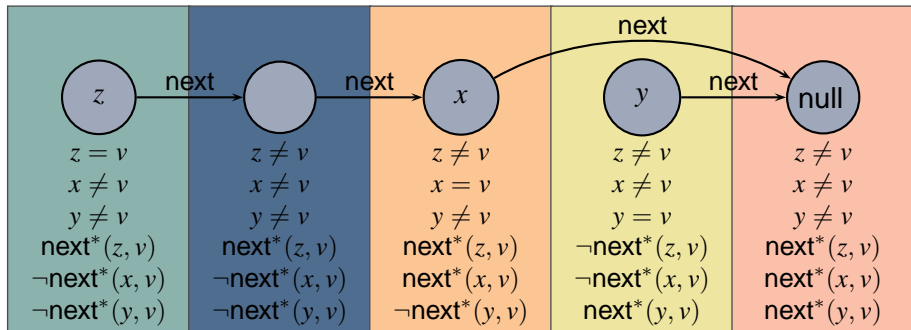 next
z next next x y next null
z = v z ≠ v z ≠ v z ≠ v z ≠ v
x ≠ v x ≠ v x = v x ≠ v x ≠ v
y ≠ v y ≠ v y ≠ v y = v y ≠ v
next*(z, v) next*(z, v) next*(z, v) ¬next*(z, v) next*(z, v)
¬next*(x, v) ¬next*(x, v) next*(x, v) ¬next*(x, v) next*(x, v)
¬next*(y, v) ¬next*(y, v) ¬next*(y, v) next*(y, v) next*(y, v)